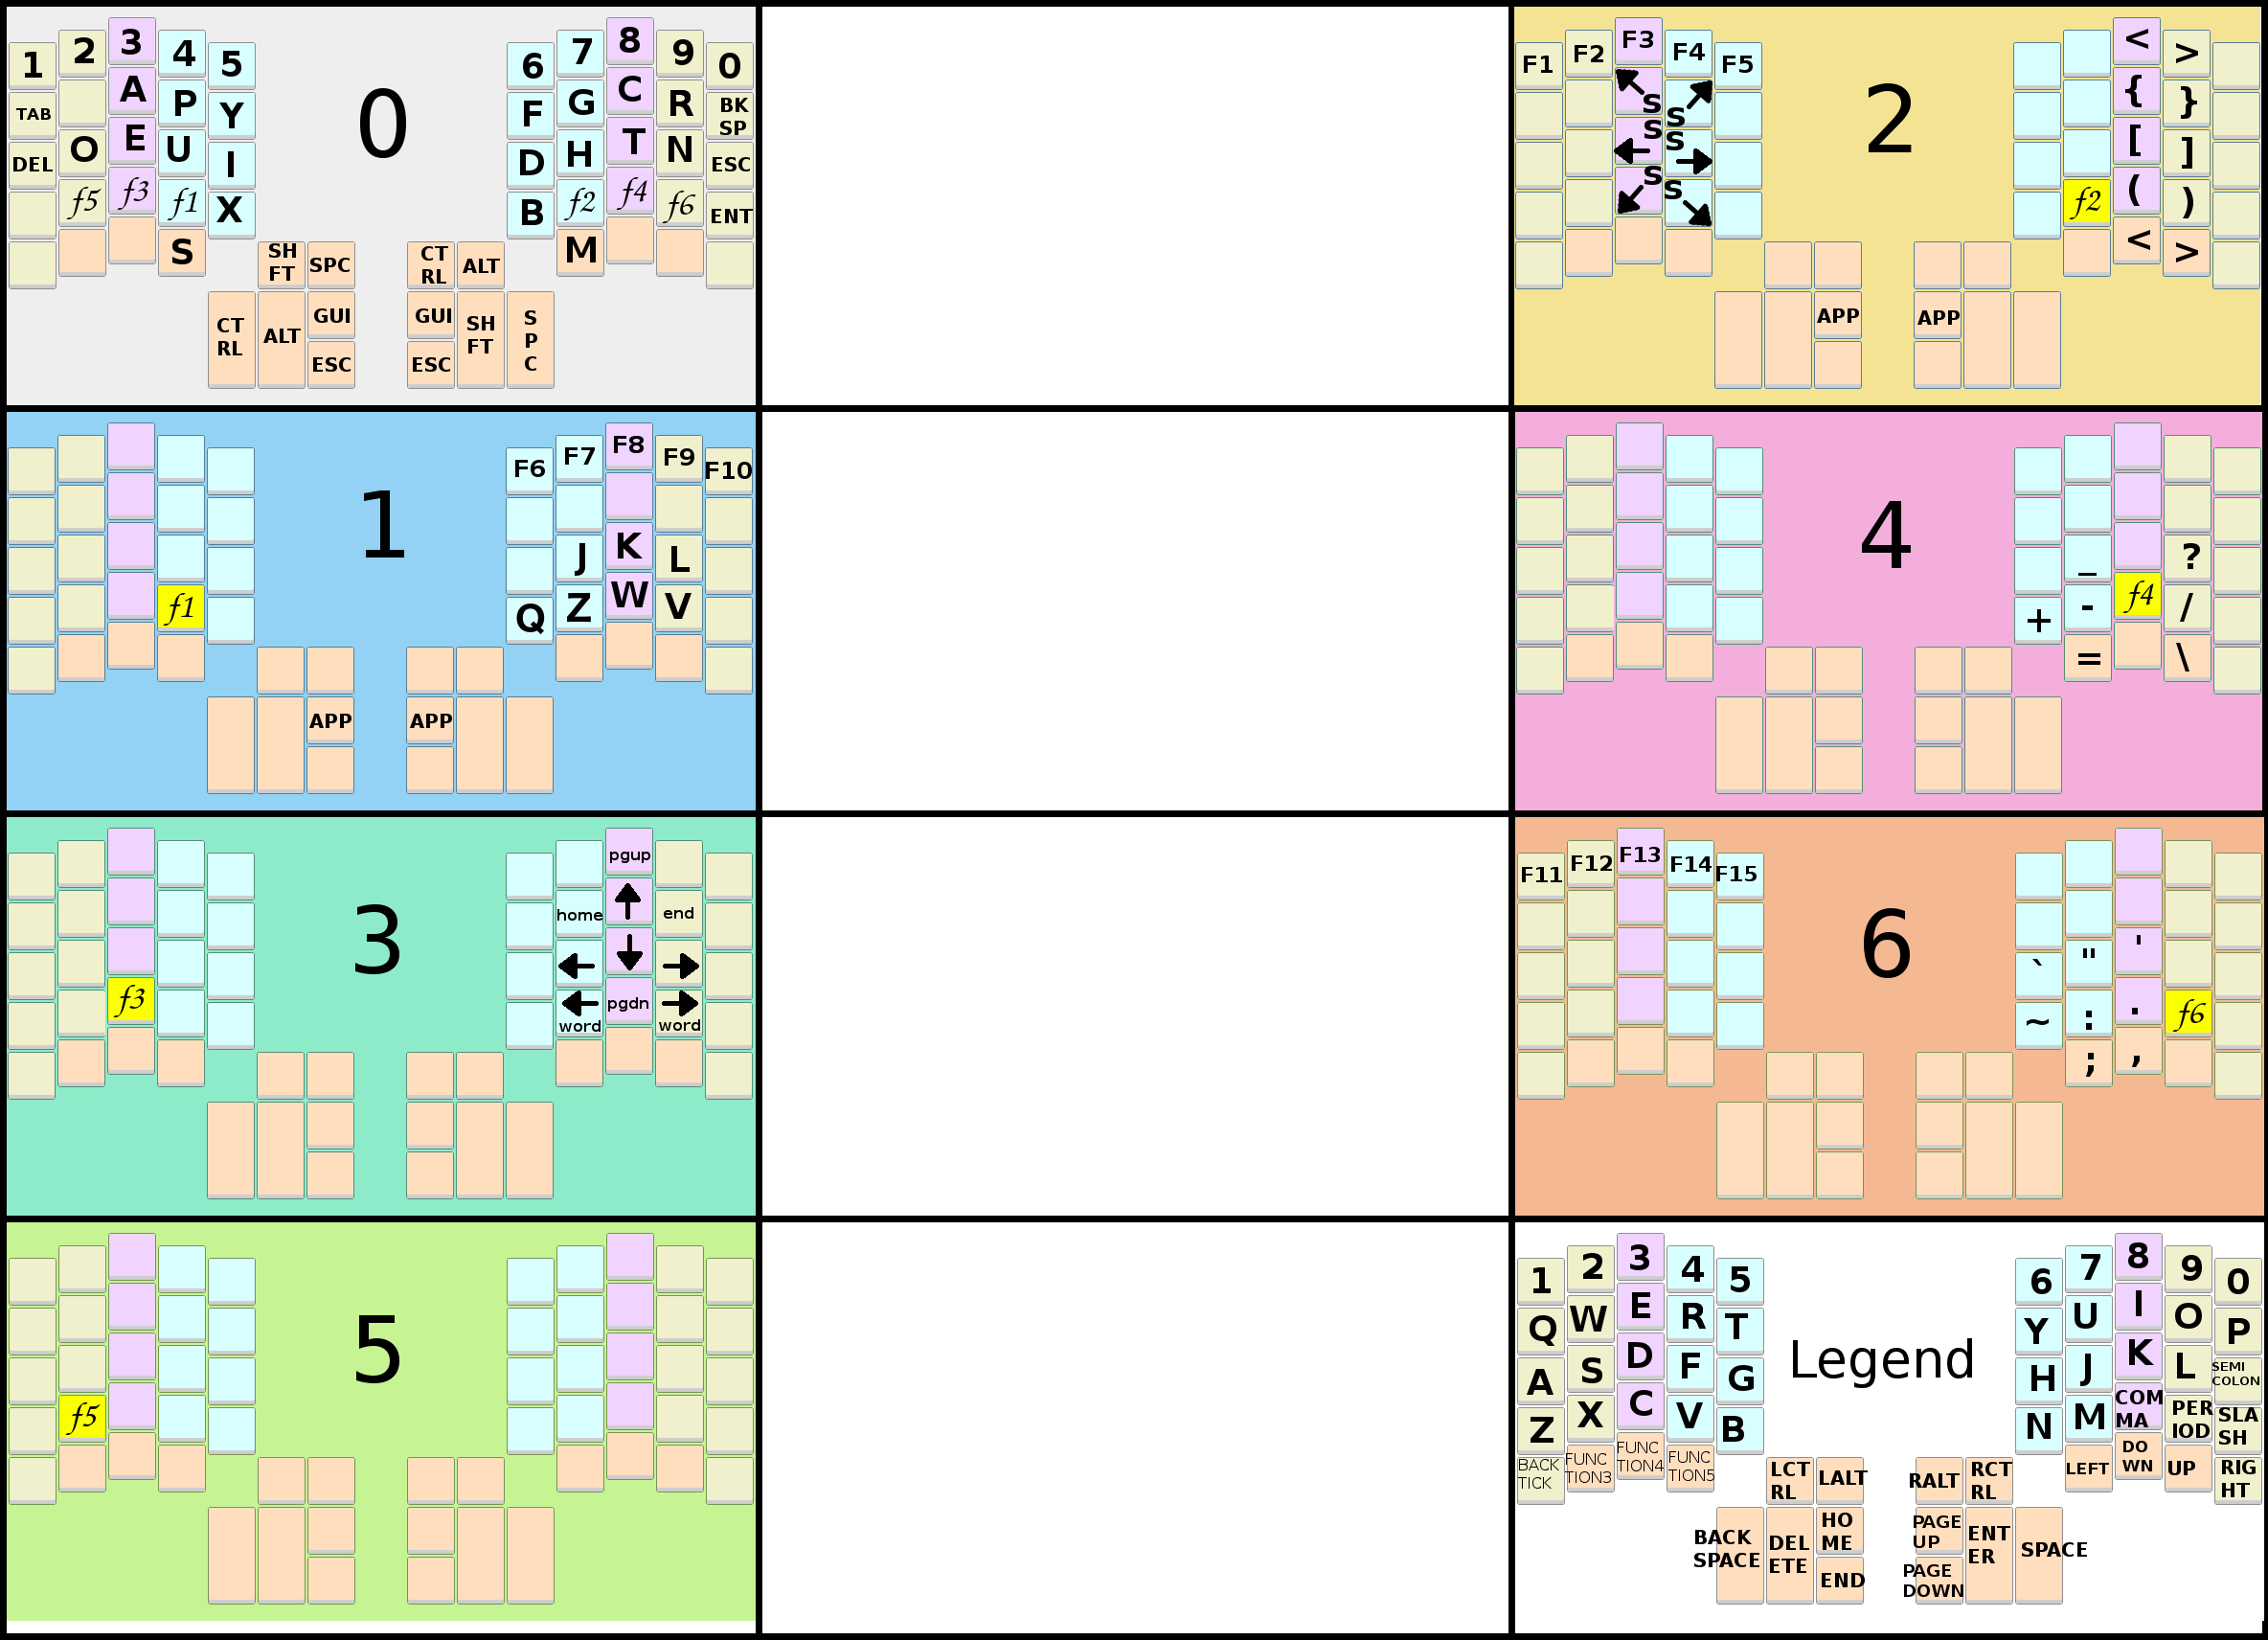 1 2 3 4 5 6 7 8 9 0
TAB A P Y F G C R BK SP
DEL O E U I D H T N ESC
f5 f3 f1 X B f2 f4 f6 ENT
S M
SH FT SPC CT RL ALT
CT RL ALT GUI GUI SH FT S P C
ESC ESC
0
F1 F2 F3 F4 F5 < >
S S { }
S S [ ]
S S f2 ( )
< >
APP APP
2
F6 F7 F8 F9 F10
J K L
f1 Q Z W V
APP APP
1
_ ?
+ - f4 /
= \
4
pgup
home end
f3 word pgdn word
3
F11 F12 F13 F14 F15
` " '
~ : . f6
; ,
6
f5
5
1 2 3 4 5 6 7 8 9 0
Q W E R T Y U I O P
A S D F G H J K L SEMI COLON
Z X C V B N M COM MA PER IOD SLA SH
BACK TICK FUNC TION3 FUNC TION4 FUNC TION5 LEFT DO WN UP RIG HT
LCT RL LALT RALT RCT RL
BACK SPACE DEL ETE HO ME PAGE UP ENT ER SPACE
END PAGE DOWN
Legend